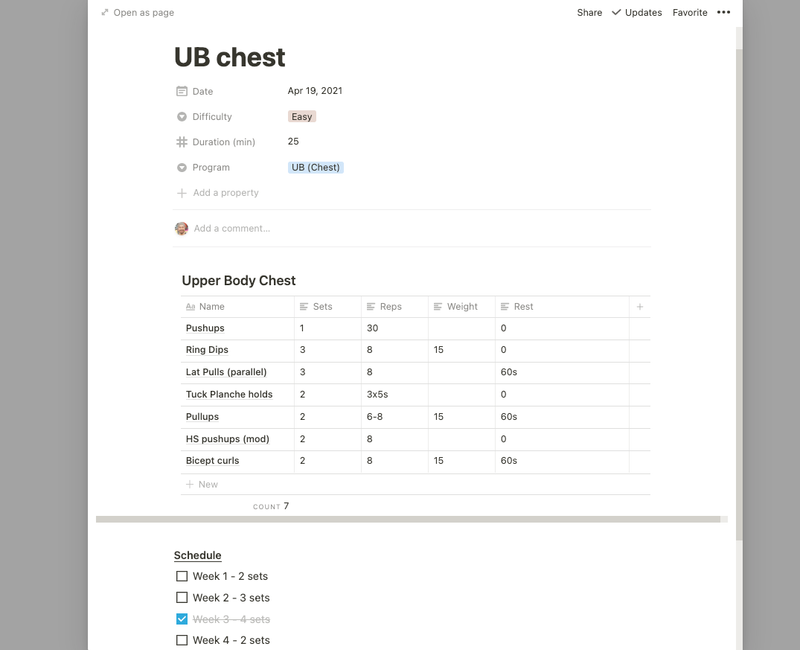 Open as page Share Updates Favorite •••
UB chest
Date Apr 19, 2021
Difficulty Easy
Duration (min) 25
Program UB (Chest)
Add a property
Add a comment...
Upper Body Chest
Aa Name Sets Reps Weight Rest +
Pushups 1 30 0
Ring Dips 3 8 15 0
Lat Pulls (parallel) 3 8 60s
Tuck Planche holds 2 3x5s 0
Pullups 2 6-8 15 60s
HS pushups (mod) 2 8 0
Bicept curls 2 8 15 60s
+ New
COUNT 7
Schedule
Week 1 - 2 sets
Week 2 - 3 sets
Week 3 - 4 sets
Week 4 - 2 sets